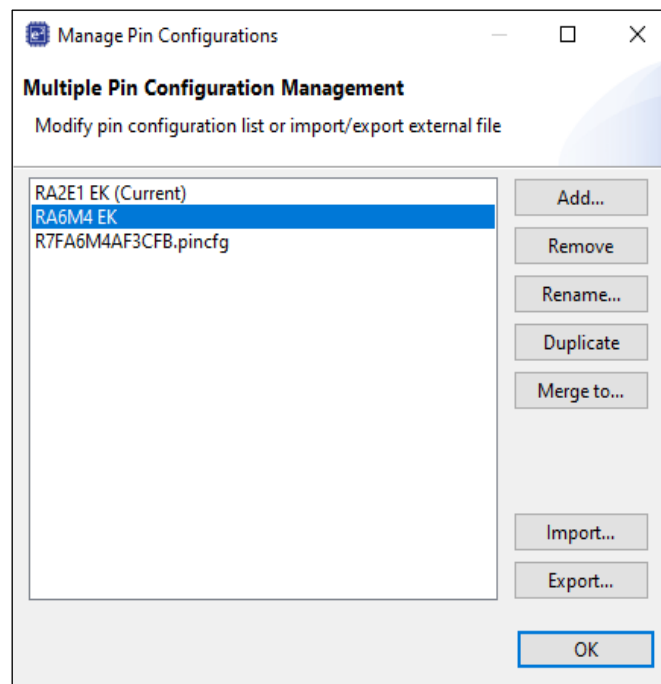 Manage Pin Configurations
Multiple Pin Configuration Management
Modify pin configuration list or import/export external file
RA2E1 EK (Current)
RA6M4 EK
R7FA6M4AF3CFB.pincfg
Add...
Remove
Rename...
Duplicate
Merge to...
Import...
Export...
OK